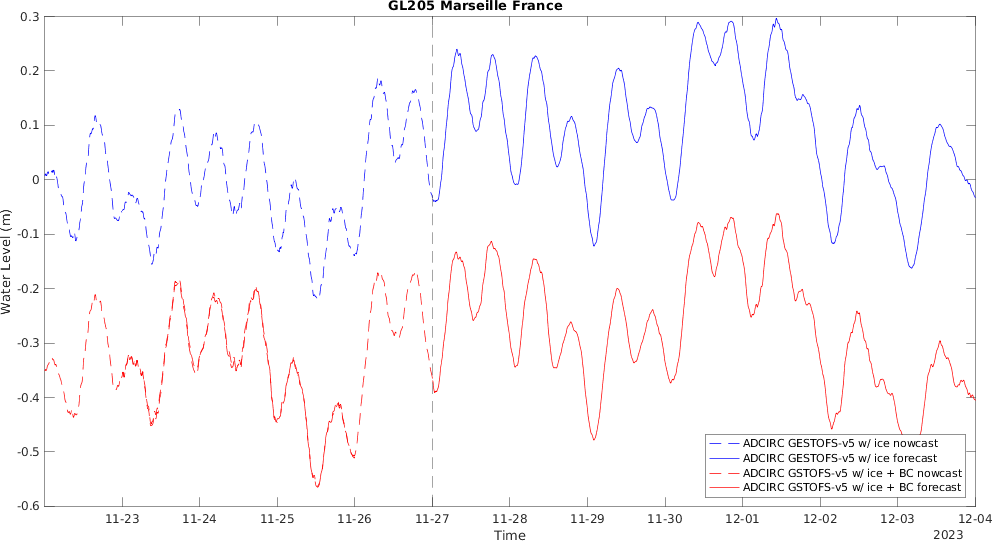 GL205 Marseille France
0.3
0.2
0.1
0
-0.1
-0.2
-0.3
-0.4
-0.5
-0.6
Water Level (m)
ADCIRC GESTOFS-v5 w/ ice nowcast
ADCIRC GESTOFS-v5 w/ ice forecast
ADCIRC GSTOFS-v5 w/ ice + BC nowcast
ADCIRC GSTOFS-v5 w/ ice + BC forecast
11-23 11-24 11-25 11-26 11-27 11-28 11-29 11-30 12-01 12-02 12-03 12-04
Time
2023